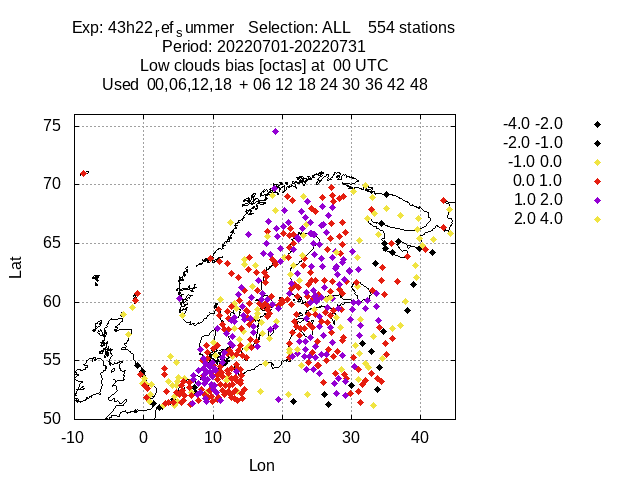 Exp: 43h22ref summer   Selection: ALL    554 stations
Period: 20220701-20220731
Low clouds bias [octas] at  00 UTC
Used  00,06,12,18  + 06 12 18 24 30 36 42 48
-4.0 -2.0
-2.0 -1.0
-1.0 0.0
0.0 1.0
1.0 2.0
2.0 4.0
75
70
65
60
55
50
Lat
-10 0 10 20 30 40
Lon